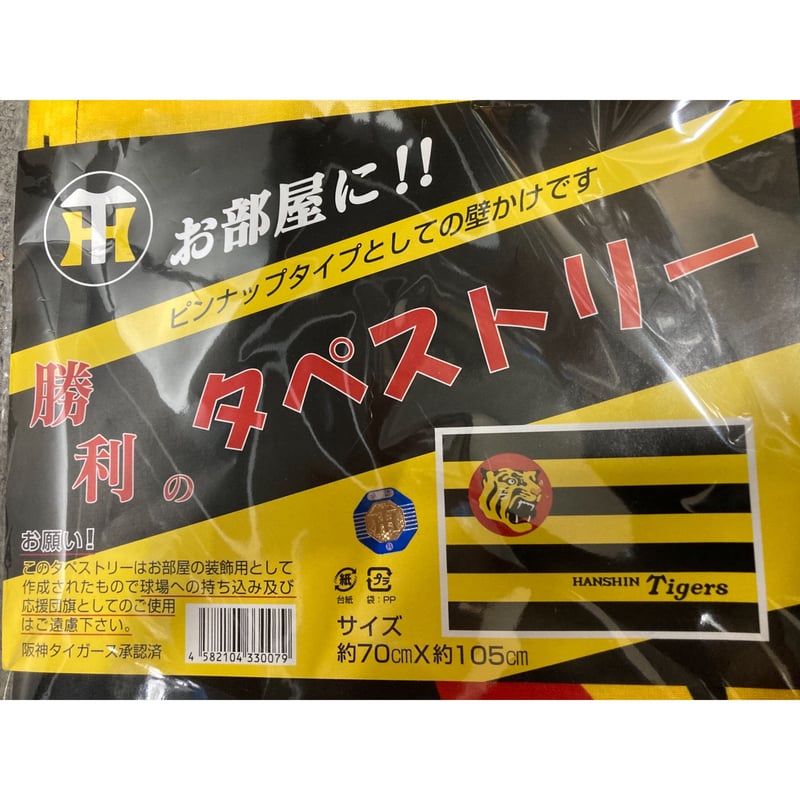 TH
お部屋に!!
ピンナップタイプとしての壁かけです
勝利の
タペストリー
お願い!
このタペストリーはお部屋の装飾用として
作成されたもので球場への持ち込み及び
応援団旗としてのご使用
はご遠慮下さい。
阪神タイガース承認済
4 582104 330079
紙
台紙
プラ
袋:PP
サイズ
約70cm×約105cm
HANSHIN Tigers